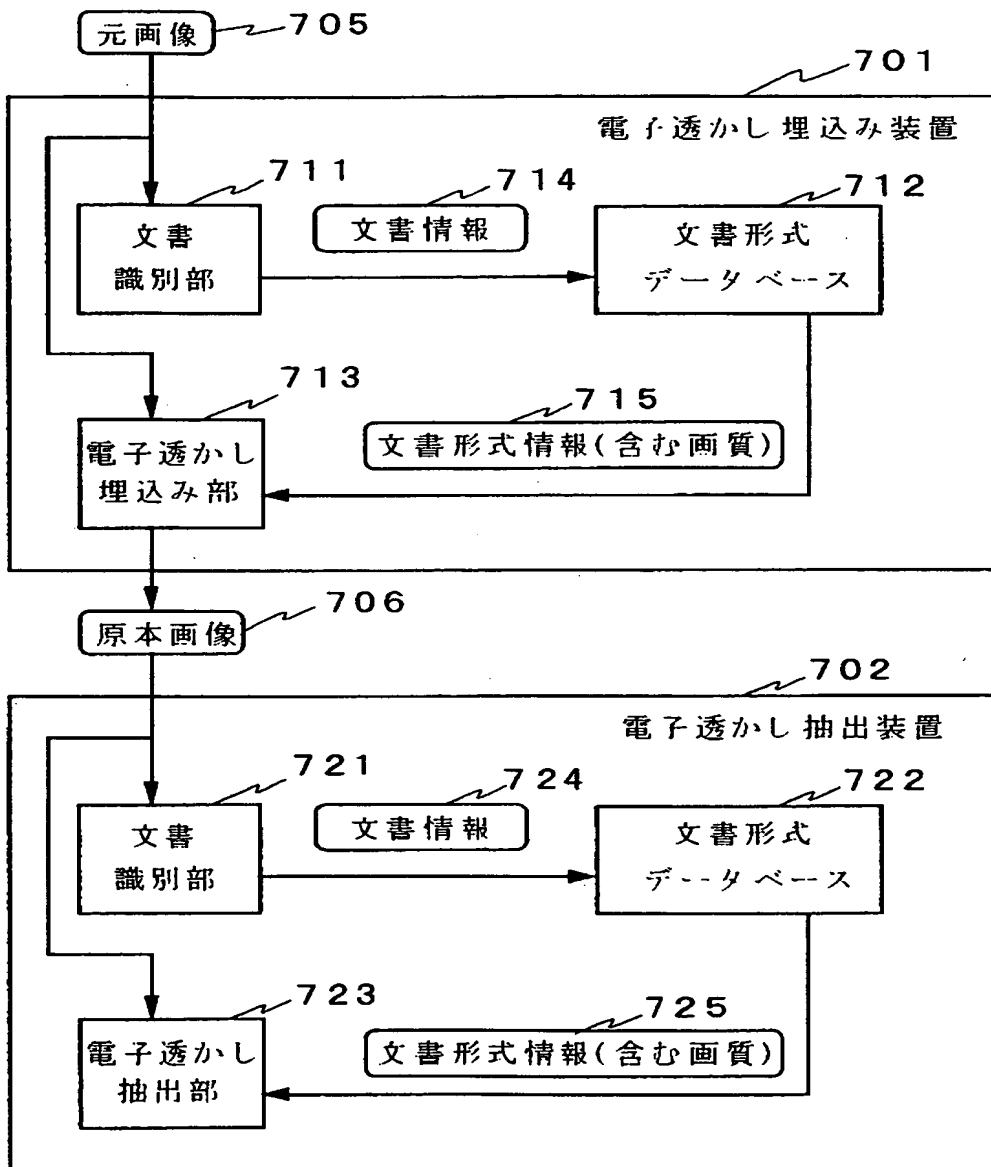 元画像
705
701
電子透かし埋込み装置
711
714
712
文書
識別部
文書情報
文書形式
データベース
713
715
電子透かし
埋込み部
文書形式情報(含む画質)
706
原本画像
702
電子透かし抽出装置
721
724
722
文書
識別部
文書情報
文書形式
データベース
723
725
電子透かし
抽出部
文書形式情報(含む画質)